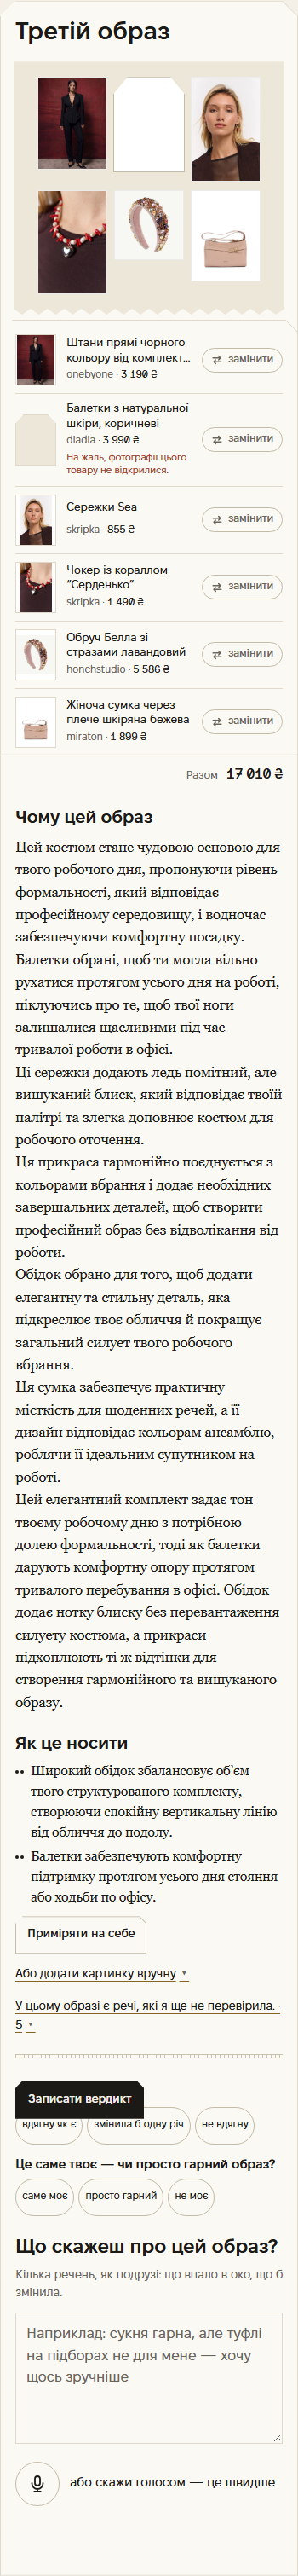 Третій образ
Штани прямі чорного
кольору від комплект...
onebyone · 3 190 ₴
замінити
Балетки з натуральної
шкіри, коричневі
diadia · 3 990 ₴
На жаль, фотографії цього
товару не відкрилися.
замінити
Сережки Sea
skripka · 855 ₴
замінити
Чокер із кораллом
“Серденько”
skripka · 1 490 ₴
замінити
Обруч Белла зі
стразами лавандовий
honchstudio · 5 586 ₴
замінити
Жіноча сумка через
плече шкіряна бежева
miraton · 1 899 ₴
замінити
Разом 17 010 ₴
Чому цей образ
Цей костюм стане чудовою основою для
твого робочого дня, пропонуючи рівень
формальності, який відповідає
професійному середовищу, і водночас
забезпечуючи комфортну посадку.
Балетки обрані, щоб ти могла вільно
рухатися протягом усього дня на роботі,
піклуючись про те, щоб твої ноги
залишалися щасливими під час
тривалої роботи в офісі.
Ці сережки додають ледь помітний, але
вишуканий блиск, який відповідає твоїй
палітрі та злегка доповнює костюм для
робочого оточення.
Ця прикраса гармонійно поєднується з
кольорами вбрання і додає необхідних
завершальних деталей, щоб створити
професійний образ без відволікання від
роботи.
Обідок обрано для того, щоб додати
елегантну та стильну деталь, яка
підкреслює твоє обличчя й покращує
загальний силует твого робочого
вбрання.
Ця сумка забезпечує практичну
місткість для щоденних речей, а її
дизайн відповідає кольорам ансамблю,
роблячи її ідеальним супутником на
роботі.
Цей елегантний комплект задає тон
твоєму робочому дню з потрібною
долею формальності, тоді як балетки
дарують комфортну опору протягом
тривалого перебування в офісі. Обідок
додає нотку блиску без перевантаження
силуету костюма, а прикраси
підхоплюють ті ж відтінки для
створення гармонійного та вишуканого
образу.
Як це носити
Широкий обідок збалансовує об’єм
твого структурованого комплекту,
створюючи спокійну вертикальну лінію
від обличчя до подолу.
Балетки забезпечують комфортну
підтримку протягом усього дня стояння
або ходьби по офісу.
Приміряти на себе
Або додати картинку вручну
У цьому образі є речі, які я ще не перевірила. ·
5
Записати вердикт
вдягну як є
змінила б одну річ
не вдягну
Це саме твоє — чи просто гарний образ?
саме моє
просто гарний
не моє
Що скажеш про цей образ?
Кілька речень, як подрузі: що впало в око, що б
змінила.
Наприклад: сукня гарна, але туфлі
на підборах не для мене — хочу
щось зручніше
або скажи голосом — це швидше